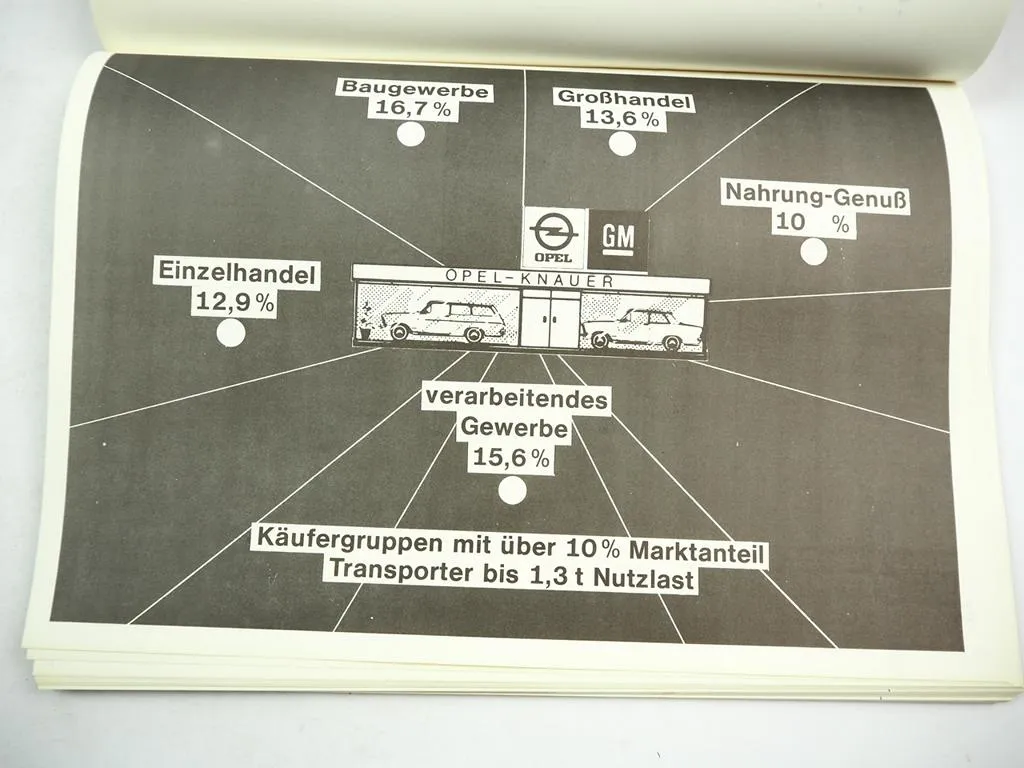 Baugewerbe
16,7 %
Großhandel
13,6 %
Nahrung-Genuß
10 %
Einzelhandel
12,9 %
OPEL
GM
OPEL-KNAUER
verarbeitendes
Gewerbe
15,6 %
Käufergruppen mit über 10 % Marktanteil
Transporter bis 1,3 t Nutzlast